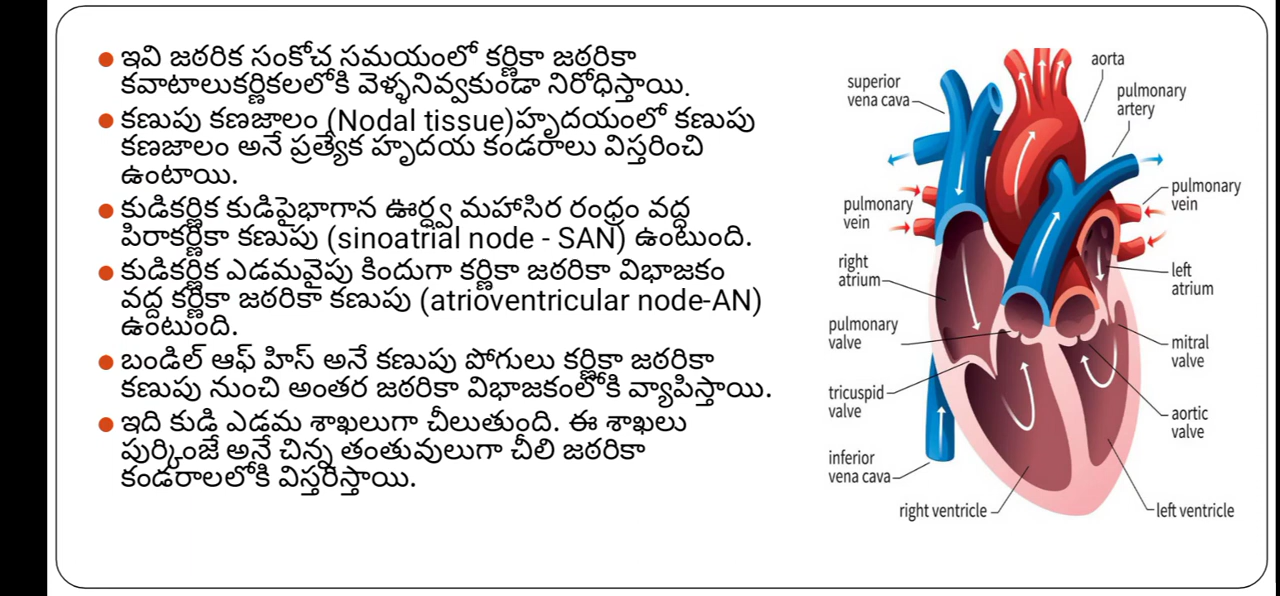 ● ఇవి జఠరిక సంకోచ సమయంలో కర్ణికా జఠరికా
కవాటాలుకర్ణికలలోకి వెళ్ళనివ్వకుండా నిరోధిస్తాయి.
● కణుపు కణజాలం (Nodal tissue)హృదయంలో కణుపు
కణజాలం అనే ప్రత్యేక హృదయ కండరాలు విస్తరించి
ఉంటాయి.
● కుడికర్ణిక కుడిపైభాగాన ఊర్ధ్వ మహాసిర రంధ్రం వద్ద
పిరాకర్ణికా కణుపు (sinoatrial node - SAN) ఉంటుంది.
● కుడికర్ణిక ఎడమవైపు కిందుగా కర్ణికా జఠరికా విభాజకం
వద్ద కర్ణికా జఠరికా కణుపు (atrioventricular node-AN)
ఉంటుంది.
● బండిల్ ఆఫ్ హిస్ అనే కణుపు పోగులు కర్ణికా జఠరికా
కణుపు నుంచి అంతర జఠరికా విభాజకంలోకి వ్యాపిస్తాయి.
● ఇది కుడి ఎడమ శాఖలుగా చీలుతుంది. ఈ శాఖలు
పుర్కింజే అనే చిన్న తంతువులుగా చీలి జఠరికా
కండరాలలోకి విస్తరిస్తాయి.
superior
vena cava
aorta
pulmonary
artery
pulmonary
vein
pulmonary
vein
right
atrium
left
atrium
pulmonary
valve
mitral
valve
tricuspid
valve
aortic
valve
inferior
vena cava
right ventricle
left ventricle